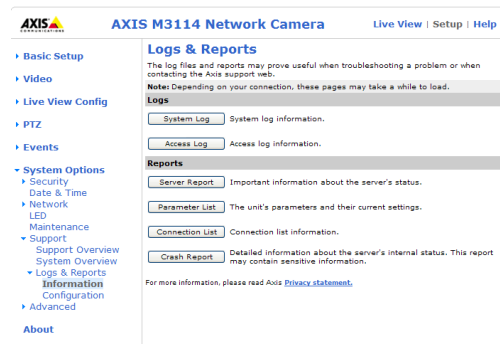 AXIS
COMMUNICATIONS
AXIS M3114 Network Camera
Live View | Setup | Help
Basic Setup
Video
Live View Config
PTZ
Events
System Options
Security
Date & Time
Network
LED
Maintenance
Support
Support Overview
System Overview
Logs & Reports
Information
Configuration
Advanced
About
Logs & Reports
The log files and reports may prove useful when troubleshooting a problem or when
contacting the Axis support web.
Note: Depending on your connection, these pages may take a while to load.
Logs
System Log System log information.
Access Log Access log information.
Reports
Server Report Important information about the server's status.
Parameter List The unit's parameters and their current settings.
Connection List Connection list information.
Crash Report Detailed information about the server's internal status. This report
may contain sensitive information.
For more information, please read Axis Privacy statement.